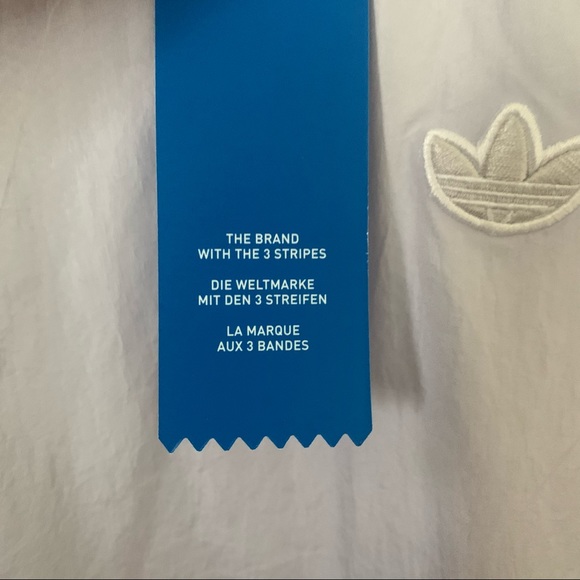 THE BRAND
WITH THE 3 STRIPES
DIE WELTMARKE
MIT DEN 3 STREIFEN
LA MARQUE
AUX 3 BANDES